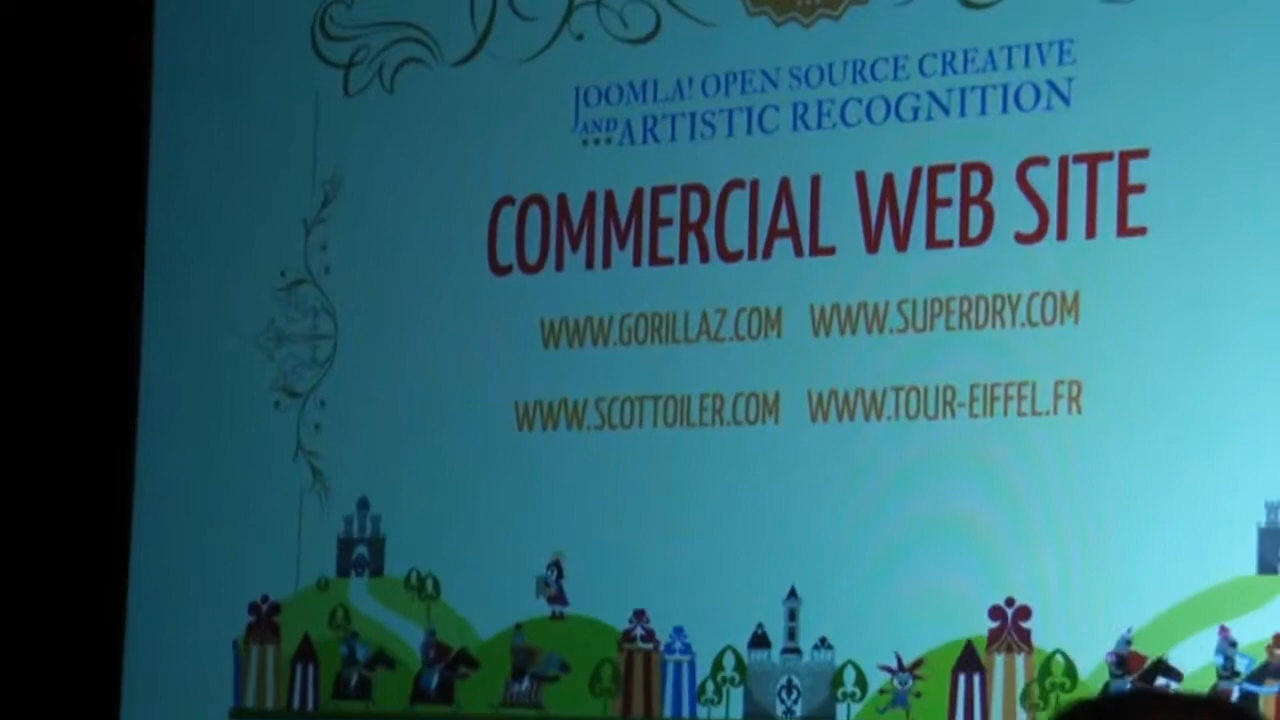 JOOMLA! OPEN SOURCE CREATIVE
AND ARTISTIC RECOGNITION
COMMERCIAL WEB SITE
WWW.GORILLAZ.COM WWW.SUPERDRY.COM
WWW.SCOTTOILER.COM WWW.TOUR-EIFFEL.FR